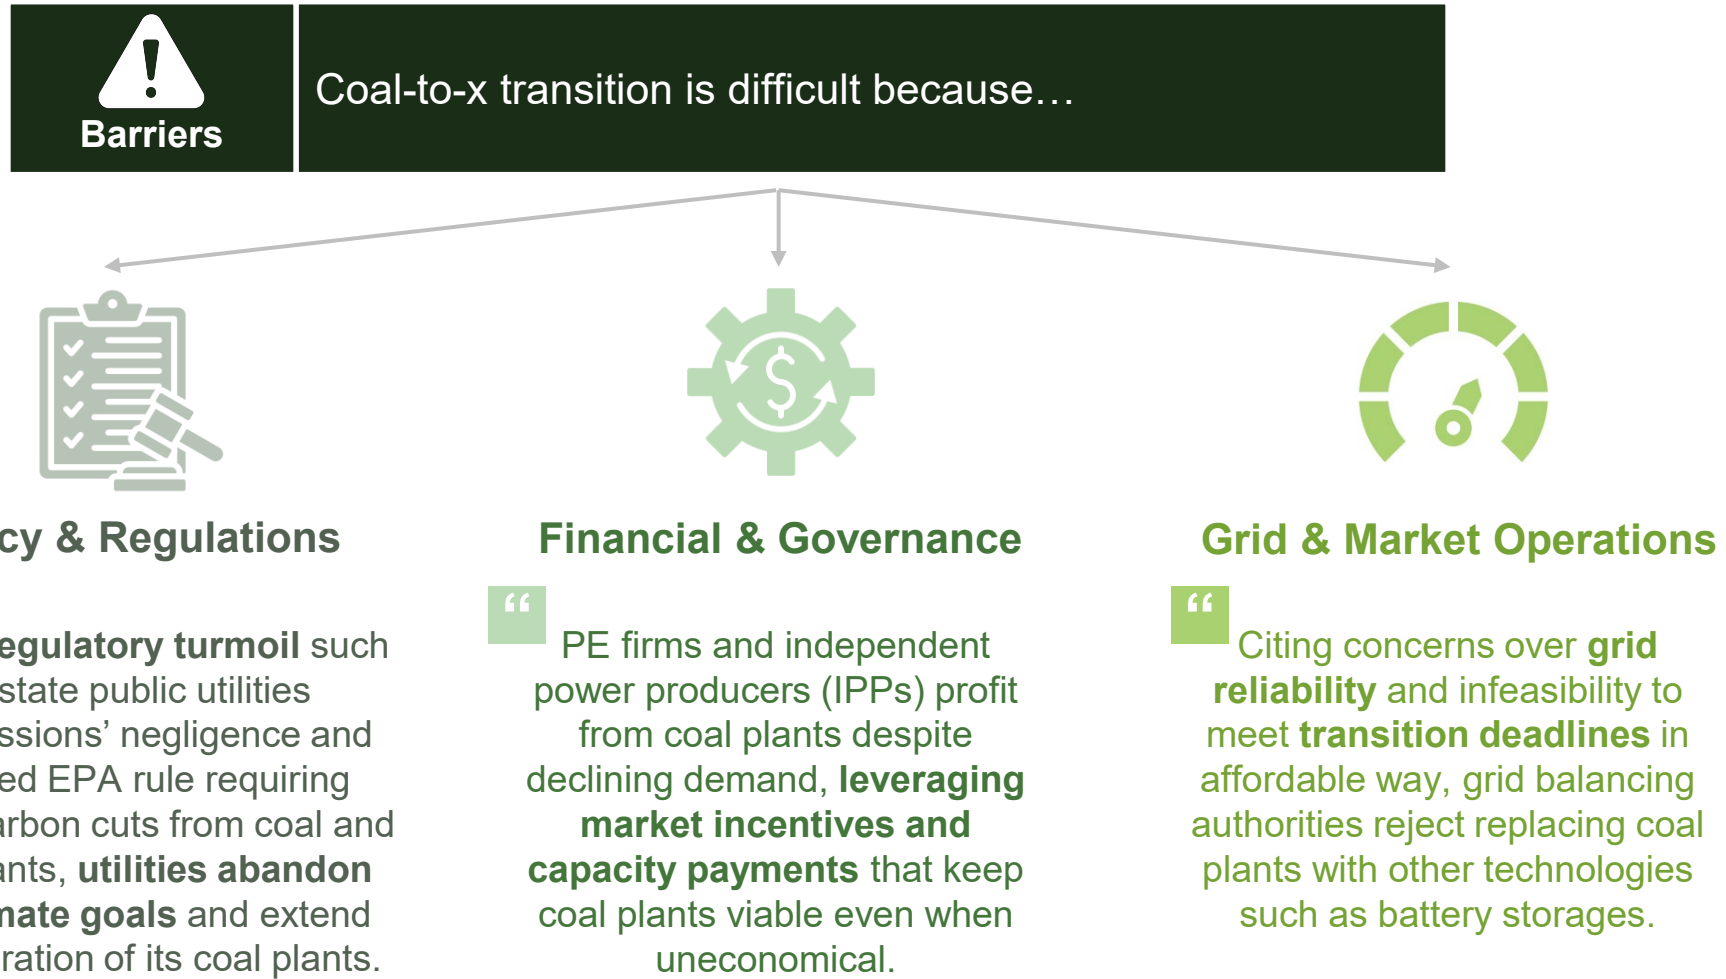 Barriers
Coal-to-x transition is difficult because…
cy & Regulations
egulatory turmoil such
state public utilities
ssions’ negligence and
ed EPA rule requiring
arbon cuts from coal and
ants, utilities abandon
mate goals and extend
ration of its coal plants.
Financial & Governance
“
PE firms and independent
power producers (IPPs) profit
from coal plants despite
declining demand, leveraging
market incentives and
capacity payments that keep
coal plants viable even when
uneconomical.
Grid & Market Operations
“
Citing concerns over grid
reliability and infeasibility to
meet transition deadlines in
affordable way, grid balancing
authorities reject replacing coal
plants with other technologies
such as battery storages.